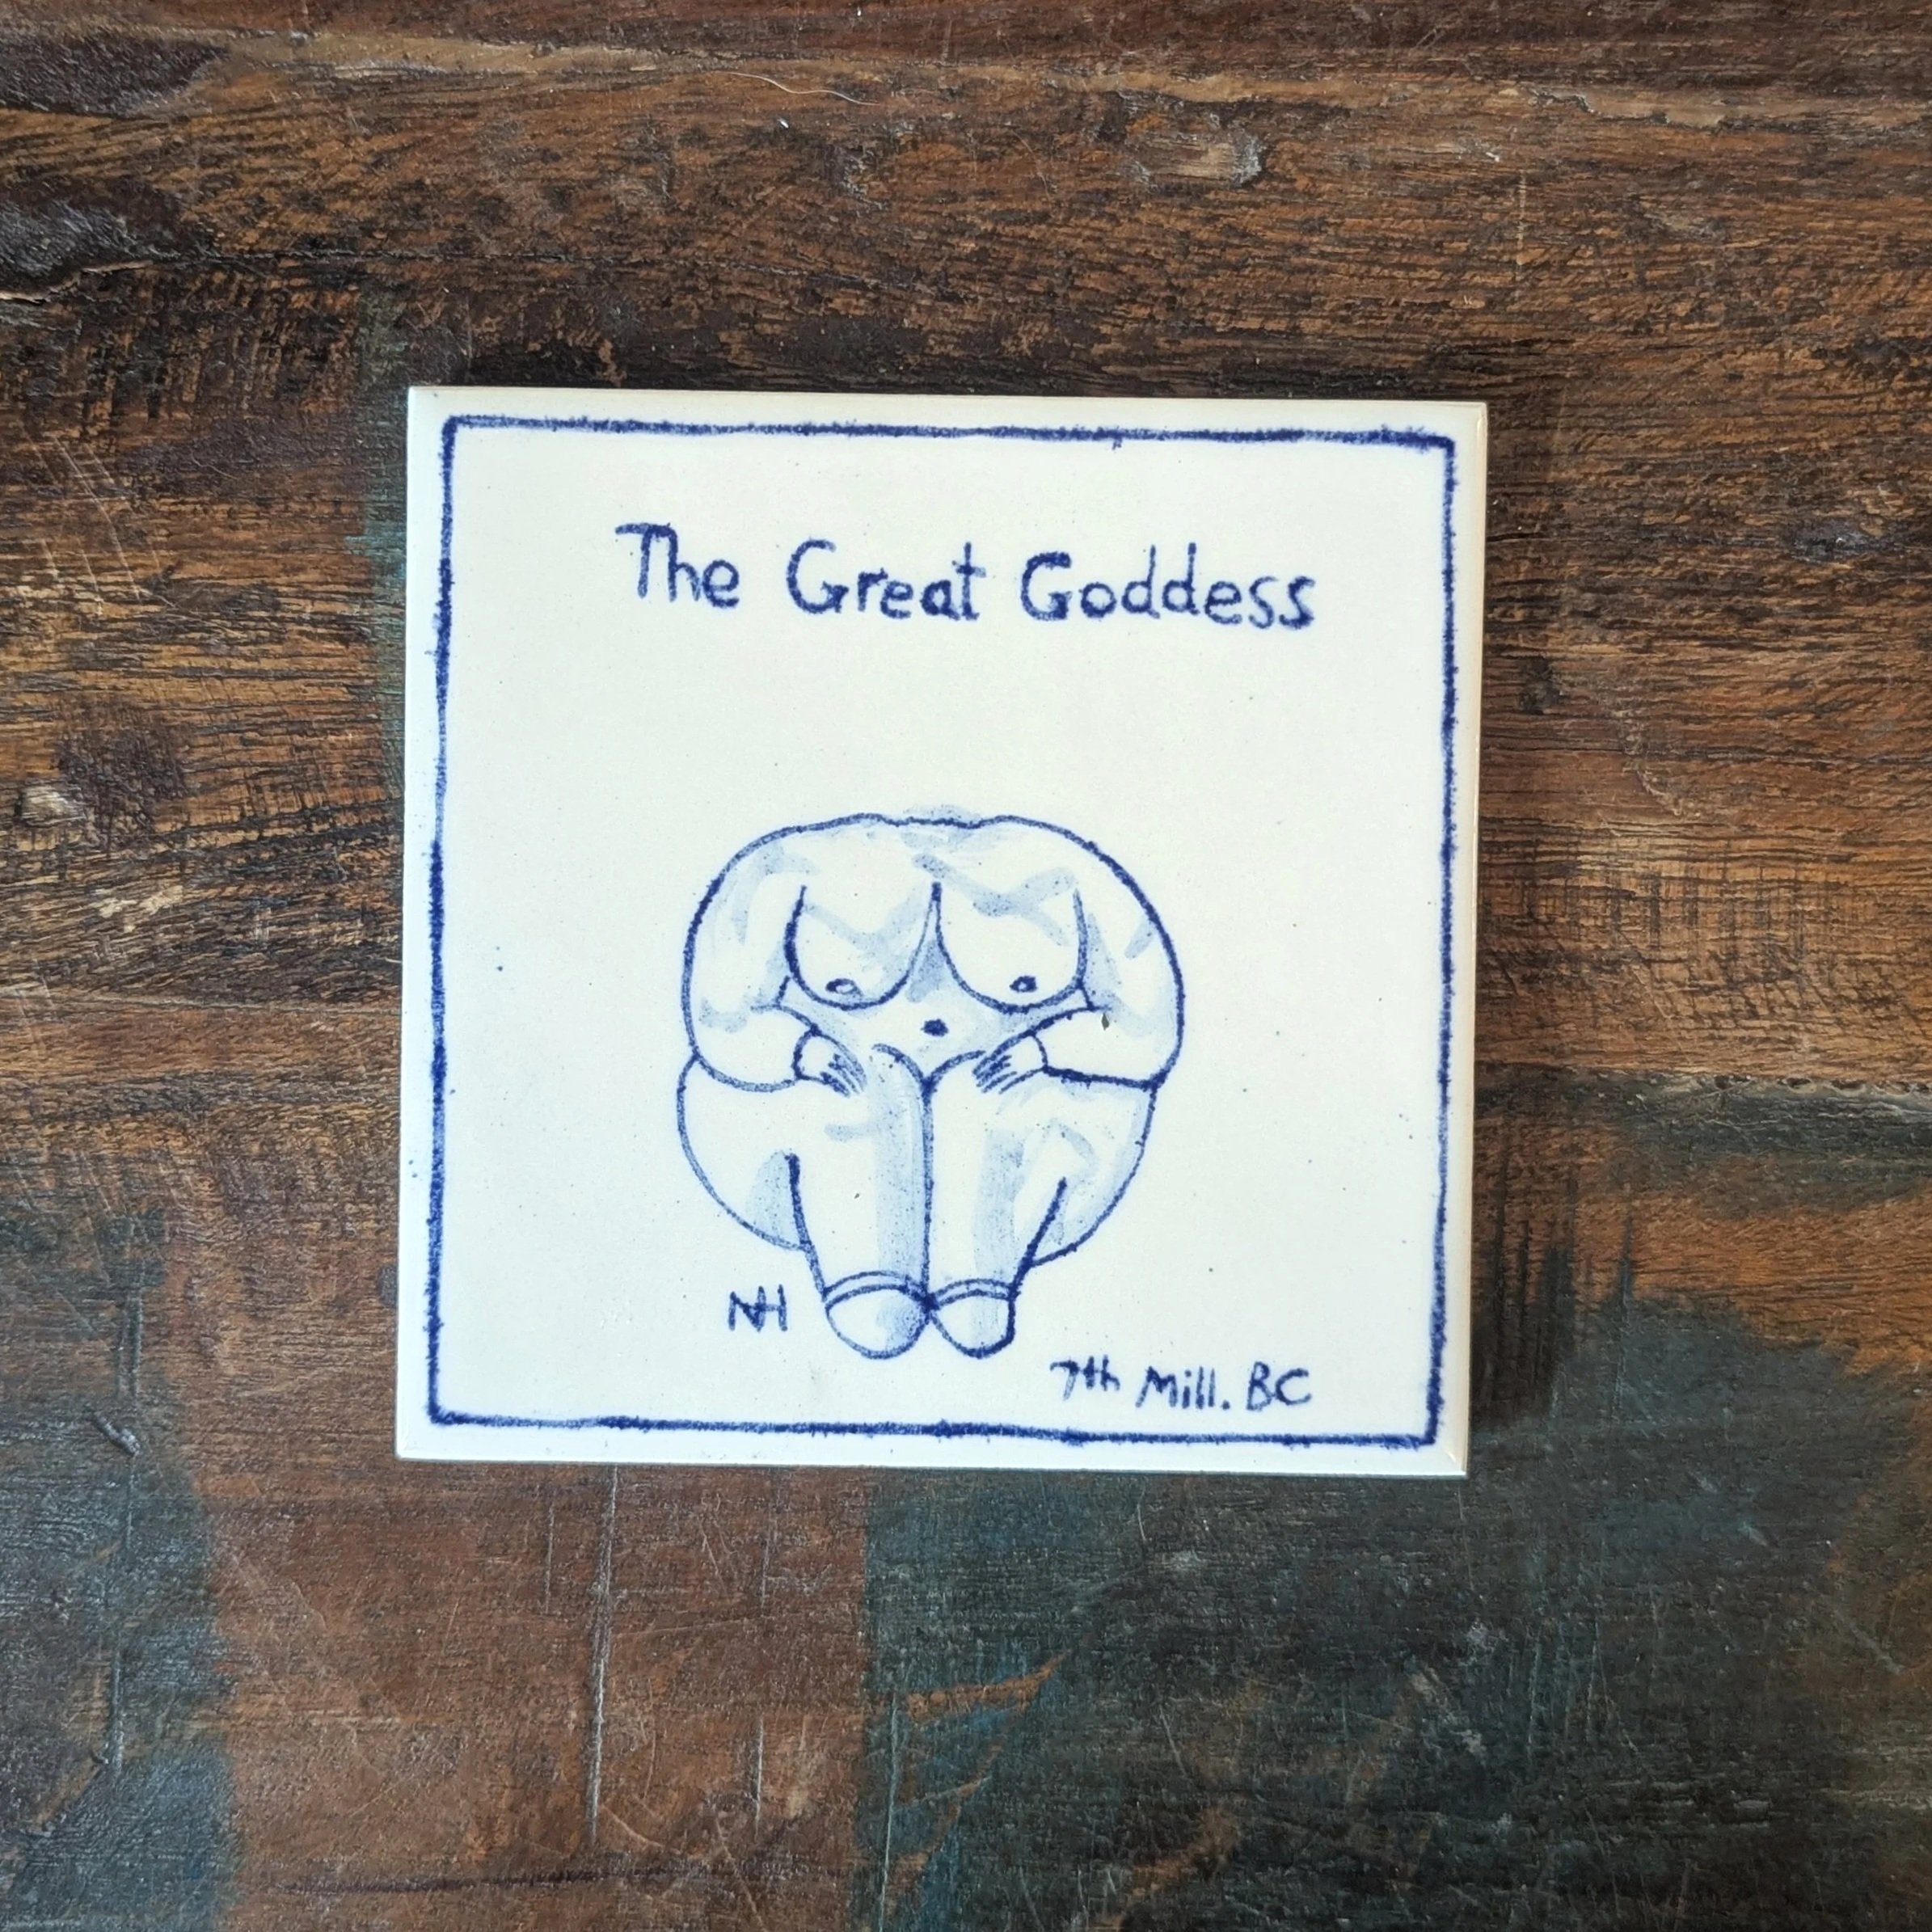 The Great Goddess
NH
7th Mill. BC